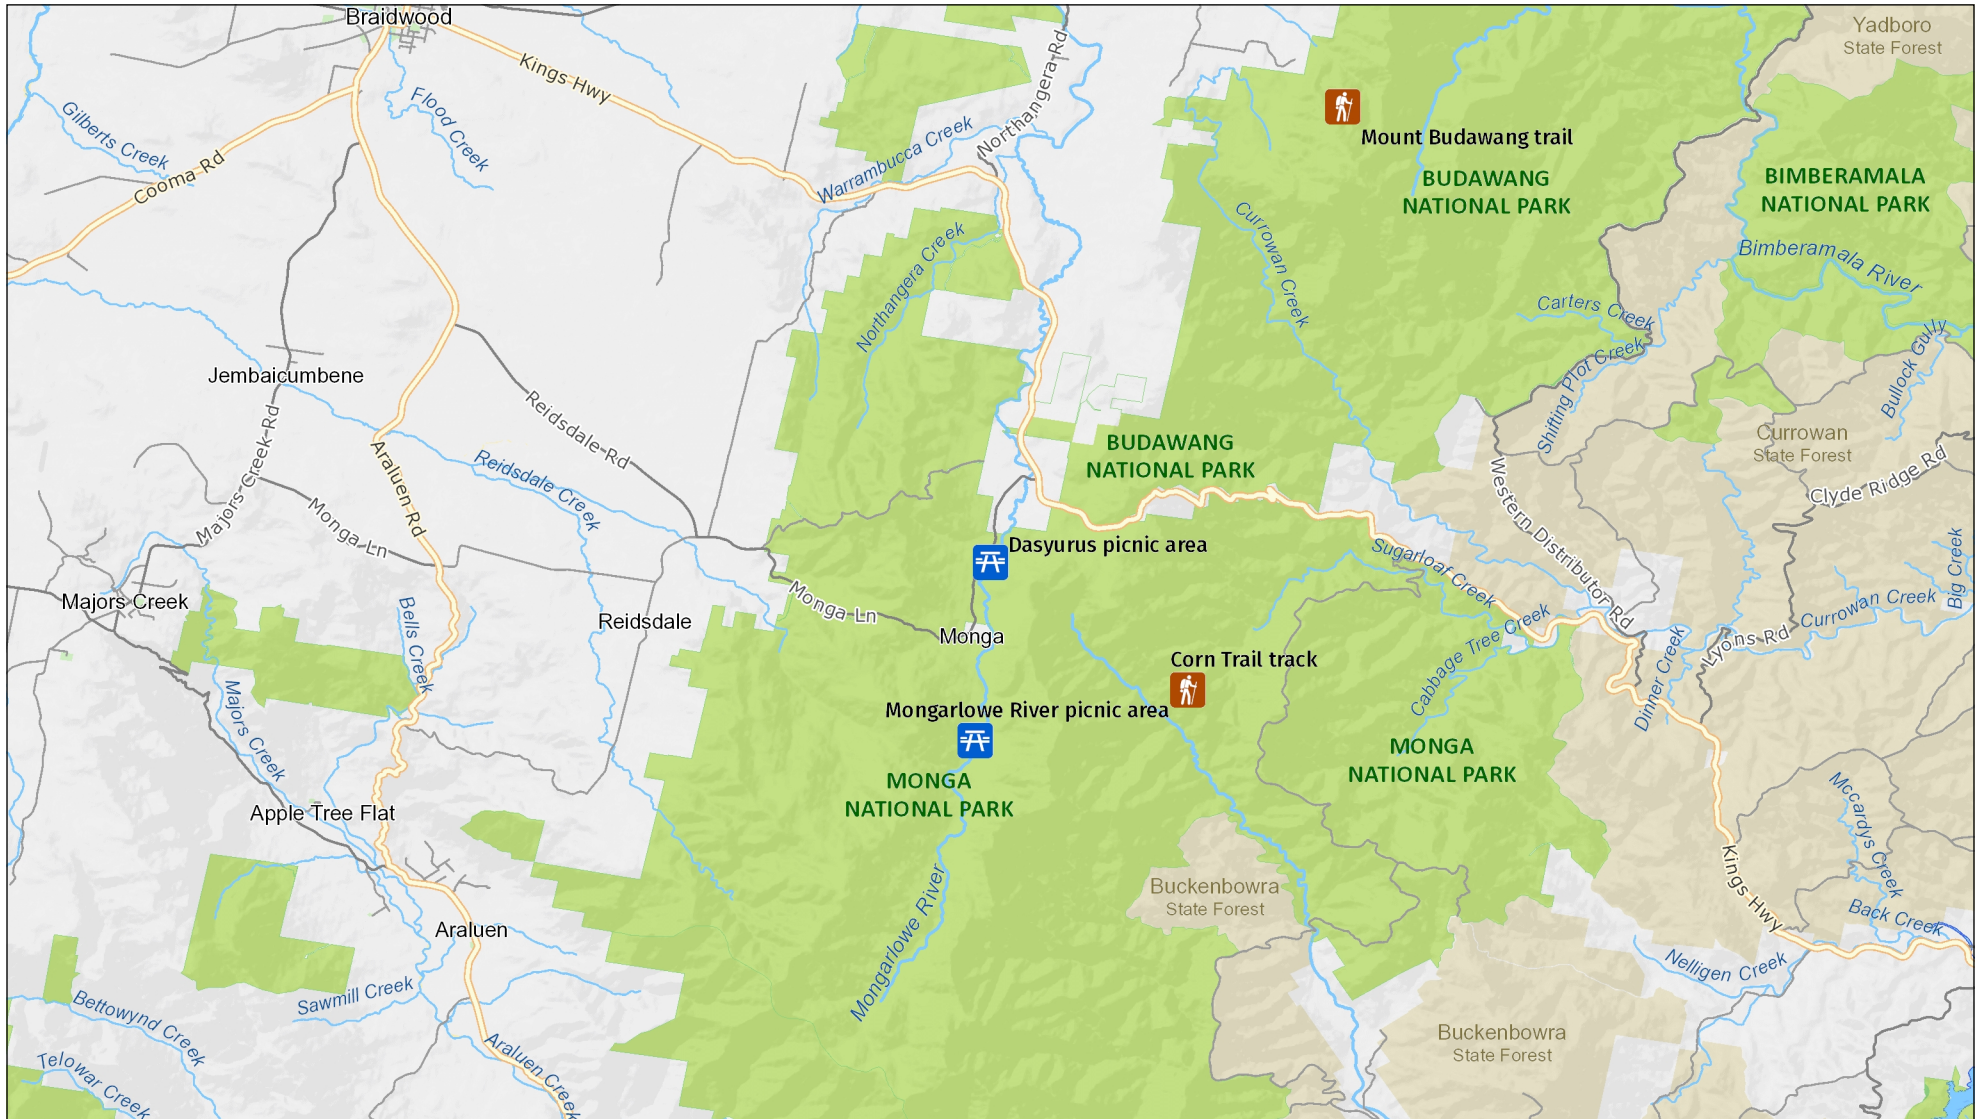 Braidwood
Yadboro
State Forest
Kings Hwy
Northangera Rd
Flood Creek
Gilberts Creek
Cooma Rd
Warrambucca Creek
Mount Budawang trail
BUDAWANG
NATIONAL PARK
BIMBERAMALA
NATIONAL PARK
Currowan Creek
Northangera Creek
Bimberamala River
Carters Creek
Shifting Plot Creek
Bullock Gully
Jembaicumbene
Reidsdale Rd
Majors Creek Rd
Araluen Rd
Reidsdale Creek
BUDAWANG
NATIONAL PARK
Currowan
State Forest
Clyde Ridge Rd
Western Distributor Rd
Monga Ln
Dasyurus picnic area
Sugarloaf Creek
Big Creek
Majors Creek
Bells Creek
Reidsdale
Monga Ln
Monga
Cabbage Tree Creek
Currowan Creek
Lyons Rd
Dinner Creek
Corn Trail track
Majors Creek
Mongarlowe River picnic area
MONGA
NATIONAL PARK
MONGA
NATIONAL PARK
Apple Tree Flat
Mccardys Creek
Kings Hwy
Mongarlowe River
Buckenbowra
State Forest
Araluen
Back Creek
Nelligen Creek
Sawmill Creek
Bettowynd Creek
Araluen Creek
Buckenbowra
State Forest
Telowar Creek